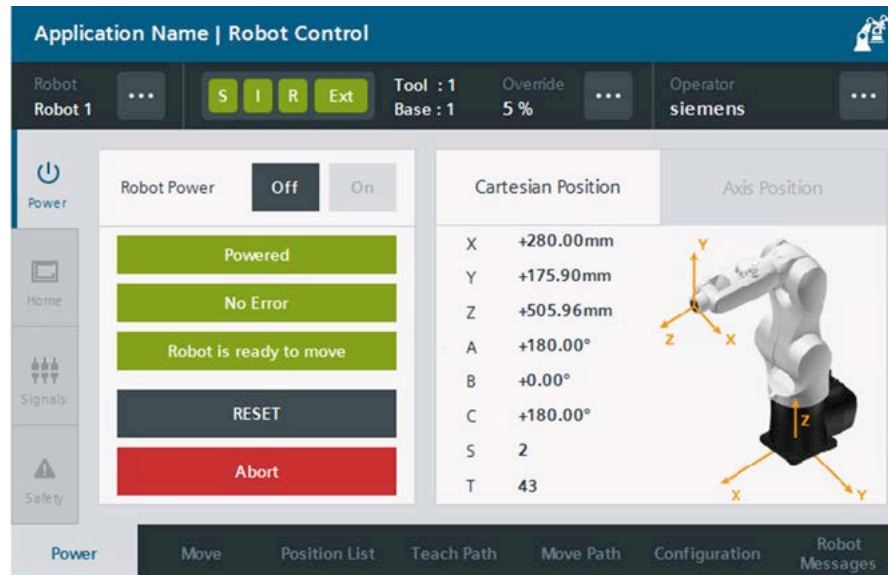 Application Name | Robot Control
Robot
Robot 1
S I R Ext
Tool : 1
Base : 1
Override
5 %
Operator
siemens
Power
Home
Signals
Safety
Robot Power
Off
On
Powered
No Error
Robot is ready to move
RESET
Abort
Cartesian Position
Axis Position
X +280.00mm
Y +175.90mm
Z +505.96mm
A +180.00°
B +0.00°
C +180.00°
S 2
T 43
Y
Z
X
Z
X
Y
Power
Move
Position List
Teach Path
Move Path
Configuration
Robot
Messages